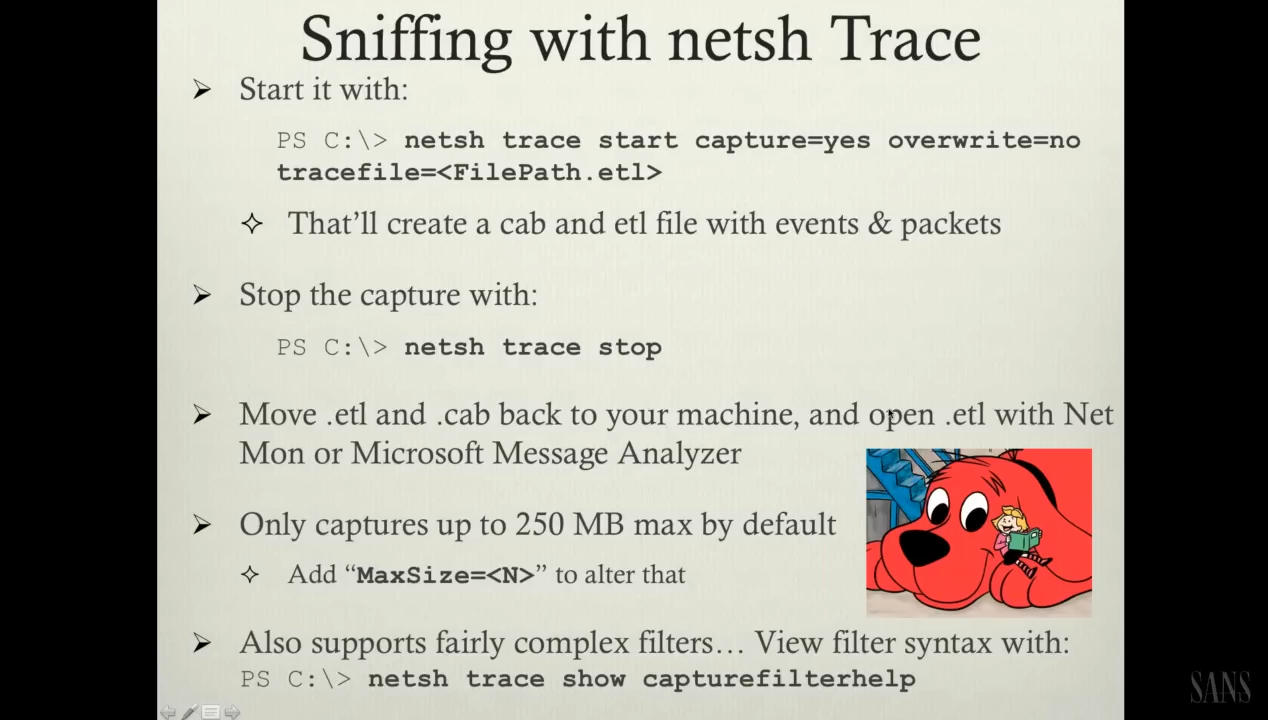 Sniffing with netsh Trace
Start it with:
PS C:\> netsh trace start capture=yes overwrite=no
tracefile=<FilePath.etl>
That’ll create a cab and etl file with events & packets
Stop the capture with:
PS C:\> netsh trace stop
Move .etl and .cab back to your machine, and open .etl with Net
Mon or Microsoft Message Analyzer
Only captures up to 250 MB max by default
Add “MaxSize=<N>” to alter that
Also supports fairly complex filters… View filter syntax with:
PS C:\> netsh trace show capturefilterhelp
SANS